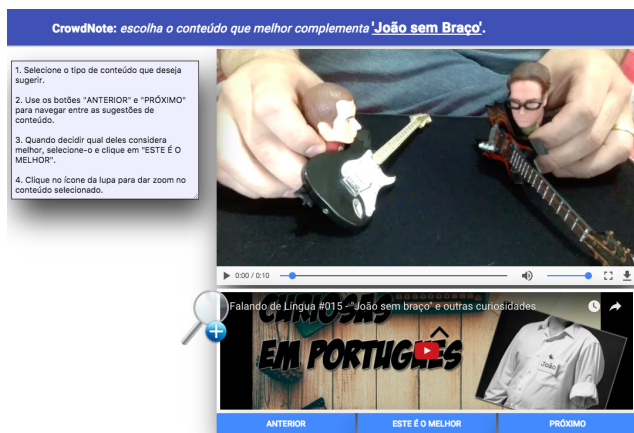 CrowdNote: escolha o conteúdo que melhor complementa 'João sem Braço'.
1. Selecione o tipo de conteúdo que deseja
sugerir.
2. Use os botões "ANTERIOR" e "PRÓXIMO"
para navegar entre as sugestões de
conteúdo.
3. Quando decidir qual deles considera
melhor, selecione-o e clique em "ESTE É O
MELHOR".
4. Clique no ícone da lupa para dar zoom no
conteúdo selecionado.
0:00 / 0:10
Falando de Língua #015 - "João sem braço" e outras curiosidades
CURIOSAS
EM PORTUGUÊS
João
ANTERIOR
ESTE É O MELHOR
PRÓXIMO